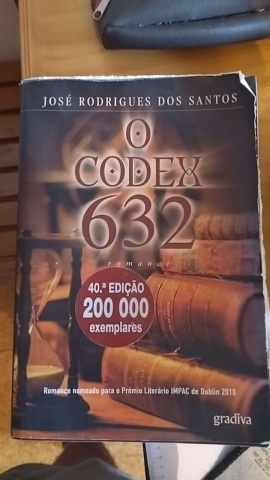 JOSÉ RODRIGUES DOS SANTOS
O
CODEX
632
romance
40.ª EDIÇÃO
200 000
exemplares
Romance nomeado para o Prémio Literário IMPAC de Dublin 2010
gradiva